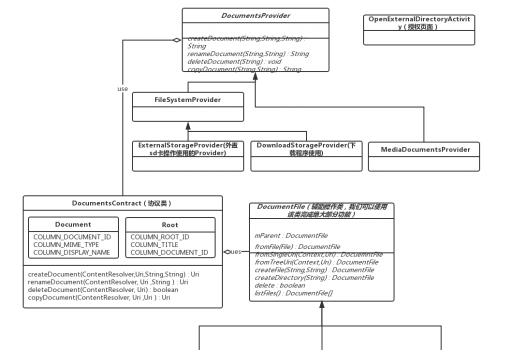 DocumentsProvider
createDocument(String,String,String) :
String
renameDocument(String,String) : String
deleteDocument(String) : void
copyDocument(String,String) : String
OpenExternalDirectoryActivit
y（授权页面）
use
FileSystemProvider
ExternalStorageProvider(外置
sd卡操作使用的Provider)
DownloadStorageProvider(下
载程序使用)
MediaDocumentsProvider
DocumentsContract（协议类）
Document
COLUMN_DOCUMENT_ID
COLUMN_MIME_TYPE
COLUMN_DISPLAY_NAME
Root
COLUMN_ROOT_ID
COLUMN_TITLE
COLUMN_DOCUMENT_ID
createDocument(ContentResolver,Uri,String,String) : Uri
renameDocument(ContentResolver, Uri ,String ) : Uri
deleteDocument(ContentResolver, Uri) : boolean
copyDocument(ContentResolver, Uri ,Uri ) : Uri
ues
DocumentFile（辅助操作类，我们可以使用
该类完成绝大部分功能）
mParent : DocumentFile
fromFile(File) : DocumentFile
fromSingleUri(Context,Uri) : DocumentFile
fromTreeUri(Context,Uri) : DocumentFile
createFile(String,String) : DocumentFile
createDirectory(String) : DocumentFile
delete : boolean
listFiles() : DocumentFile[]